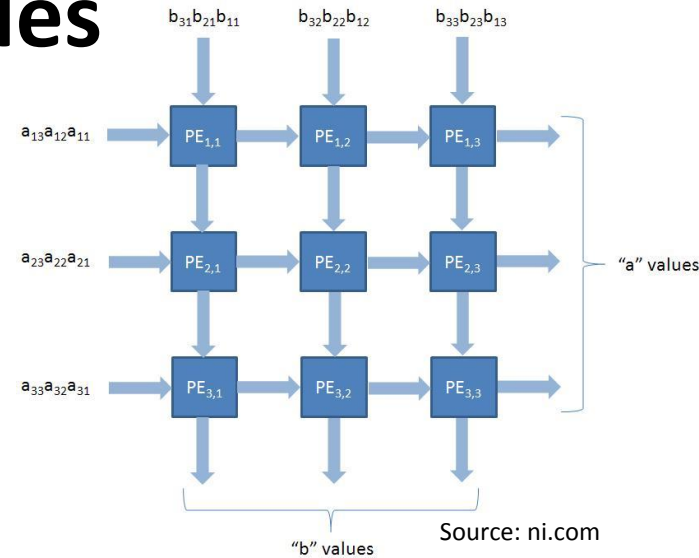 b₃₁b₂₁b₁₁ b₃₂b₂₂b₁₂ b₃₃b₂₃b₁₃
a₁₃a₁₂a₁₁ PE₁,₁ PE₁,₂ PE₁,₃
a₂₃a₂₂a₂₁ PE₂,₁ PE₂,₂ PE₂,₃
“a” values
a₃₃a₃₂a₃₁ PE₃,₁ PE₃,₂ PE₃,₃
Source: ni.com
“b” values